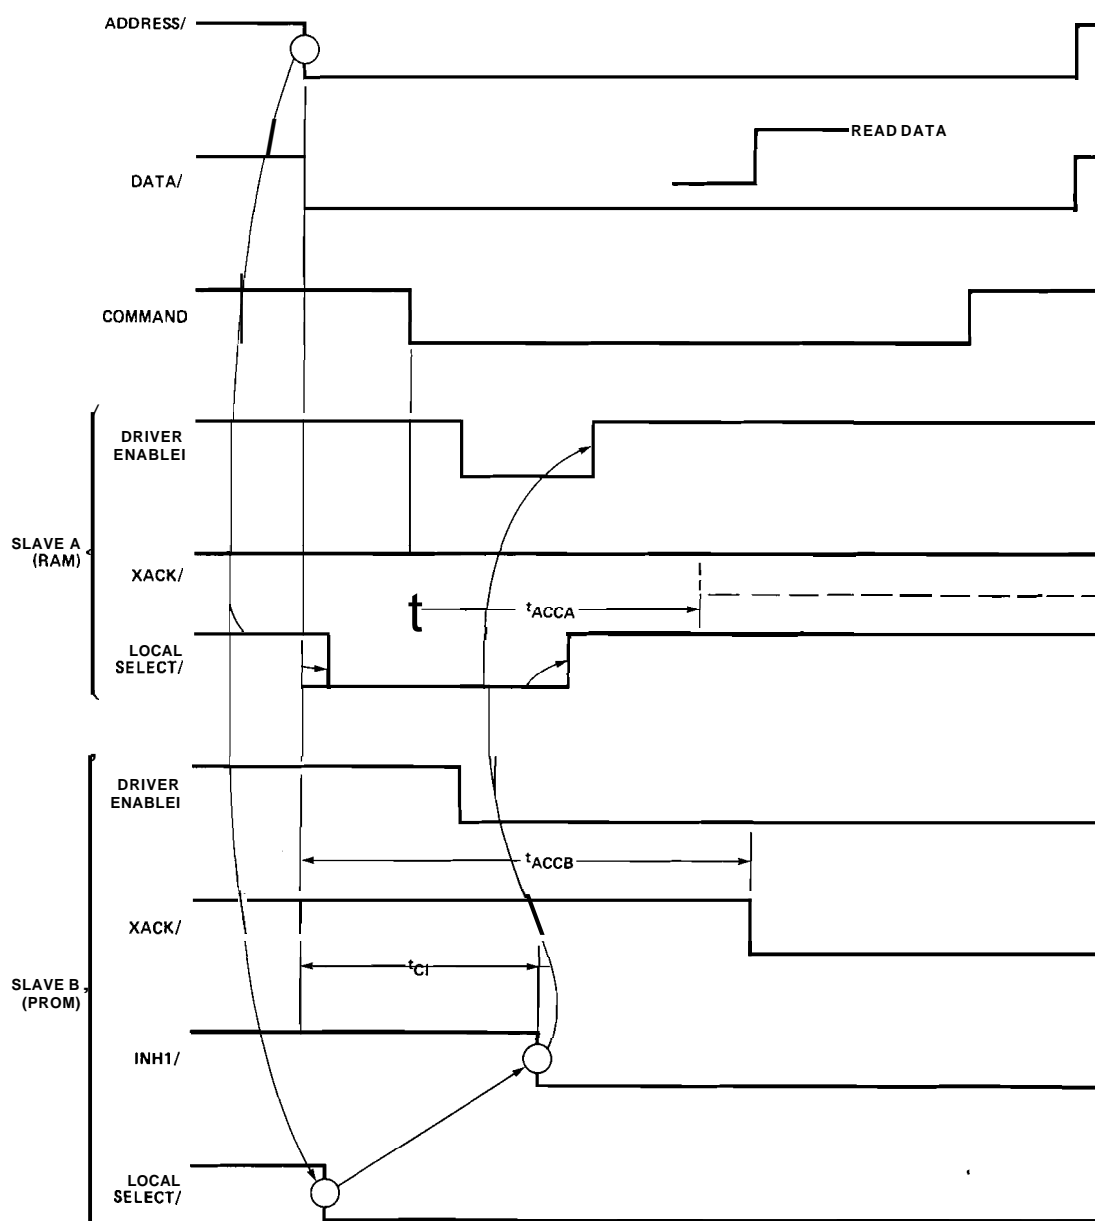 ADDRESS/
READ DATA
DATA/
COMMAND
DRIVER
ENABLEI
SLAVE A
(RAM)
XACK/
t
tACCA
LOCAL
SELECT/
DRIVER
ENABLEI
tACCB
XACK/
tCI
SLAVE B
(PROM)
INH1/
LOCAL
SELECT/